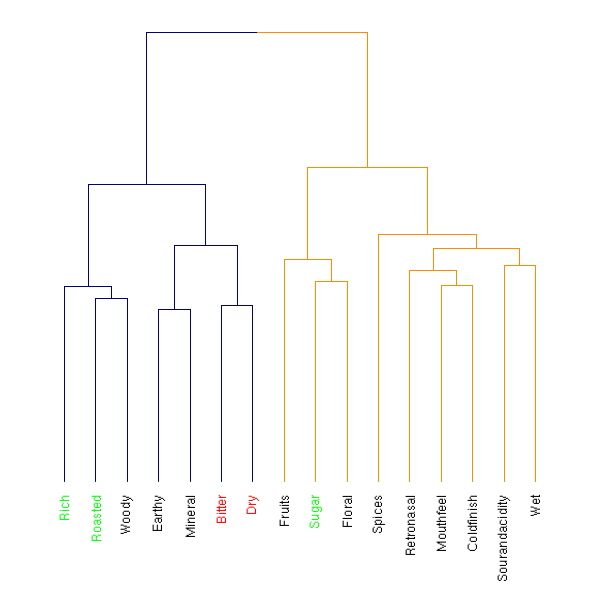 Rich
Roasted
Woody
Earthy
Mineral
Bitter
Dry
Fruits
Sugar
Floral
Spices
Retronasal
Mouthfeel
Coldfinish
Sourandacidity
Wet